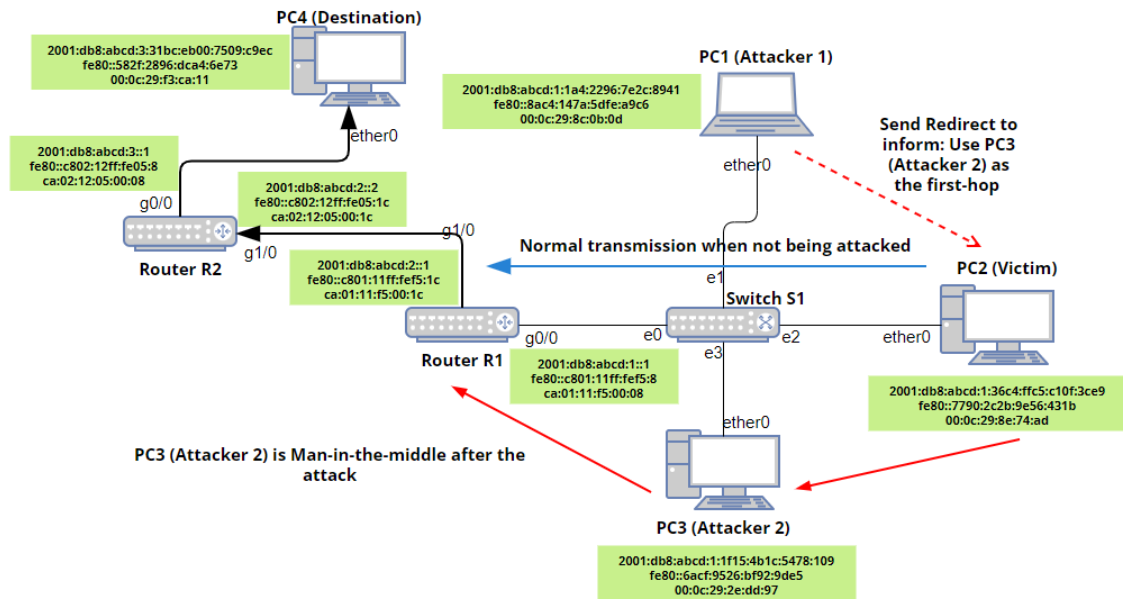 PC4 (Destination)
2001:db8:abcd:3:31bc:eb00:7509:c9ec
fe80::582f:2896:dca4:6e73
00:0c:29:f3:ca:11
ether0
PC1 (Attacker 1)
2001:db8:abcd:1:1a4:2296:7e2c:8941
fe80::8ac4:147a:5dfe:a9c6
00:0c:29:8c:0b:0d
ether0
Send Redirect to
inform: Use PC3
(Attacker 2) as
the first-hop
2001:db8:abcd:3::1
fe80::c802:12ff:fe05:8
ca:02:12:05:00:08
g0/0
2001:db8:abcd:2::2
fe80::c802:12ff:fe05:1c
ca:02:12:05:00:1c
g1/0
g1/0
Router R2
Normal transmission when not being attacked
2001:db8:abcd:2::1
fe80::c801:11ff:fef5:1c
ca:01:11:f5:00:1c
e1
PC2 (Victim)
Switch S1
g0/0
e0
e2
e3
ether0
Router R1
2001:db8:abcd:1::1
fe80::c801:11ff:fef5:8
ca:01:11:f5:00:08
2001:db8:abcd:1:36c4:ffc5:c10f:3ce9
fe80::7790:2c2b:9e56:431b
00:0c:29:8e:74:ad
ether0
PC3 (Attacker 2) is Man-in-the-middle after the
attack
PC3 (Attacker 2)
2001:db8:abcd:1:1f15:4b1c:5478:109
fe80::6acf:9526:bf92:9de5
00:0c:29:2e:dd:97